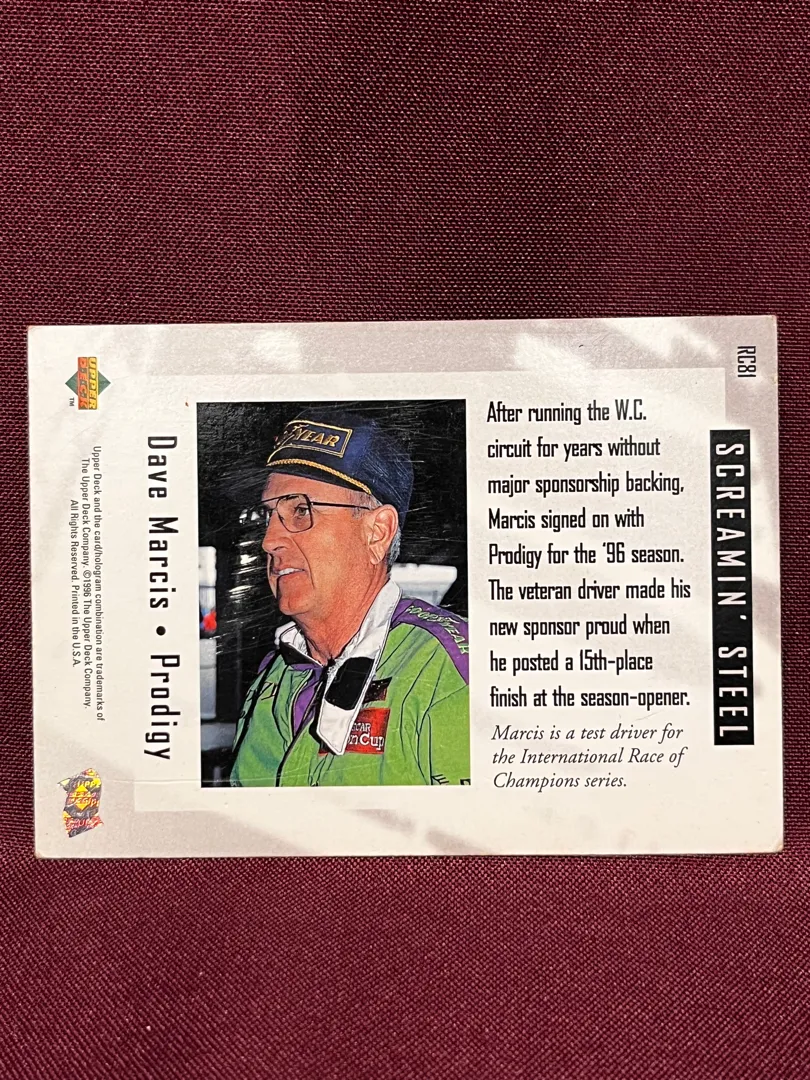 RC81
SCREAMIN' STEEL
After running the W.C.
circuit for years without
major sponsorship backing,
Marcis signed on with
Prodigy for the '96 season.
The veteran driver made his
new sponsor proud when
he posted a 15th-place
finish at the season-opener.
Marcis is a test driver for
the International Race of
Champions series.
YEAR
GOODYEAR
Dave Marcis • Prodigy
UPPER
DECK
TM
Upper Deck and the card/hologram combination are trademarks of
The Upper Deck Company. ©1996 The Upper Deck Company.
All Rights Reserved. Printed in the U.S.A.